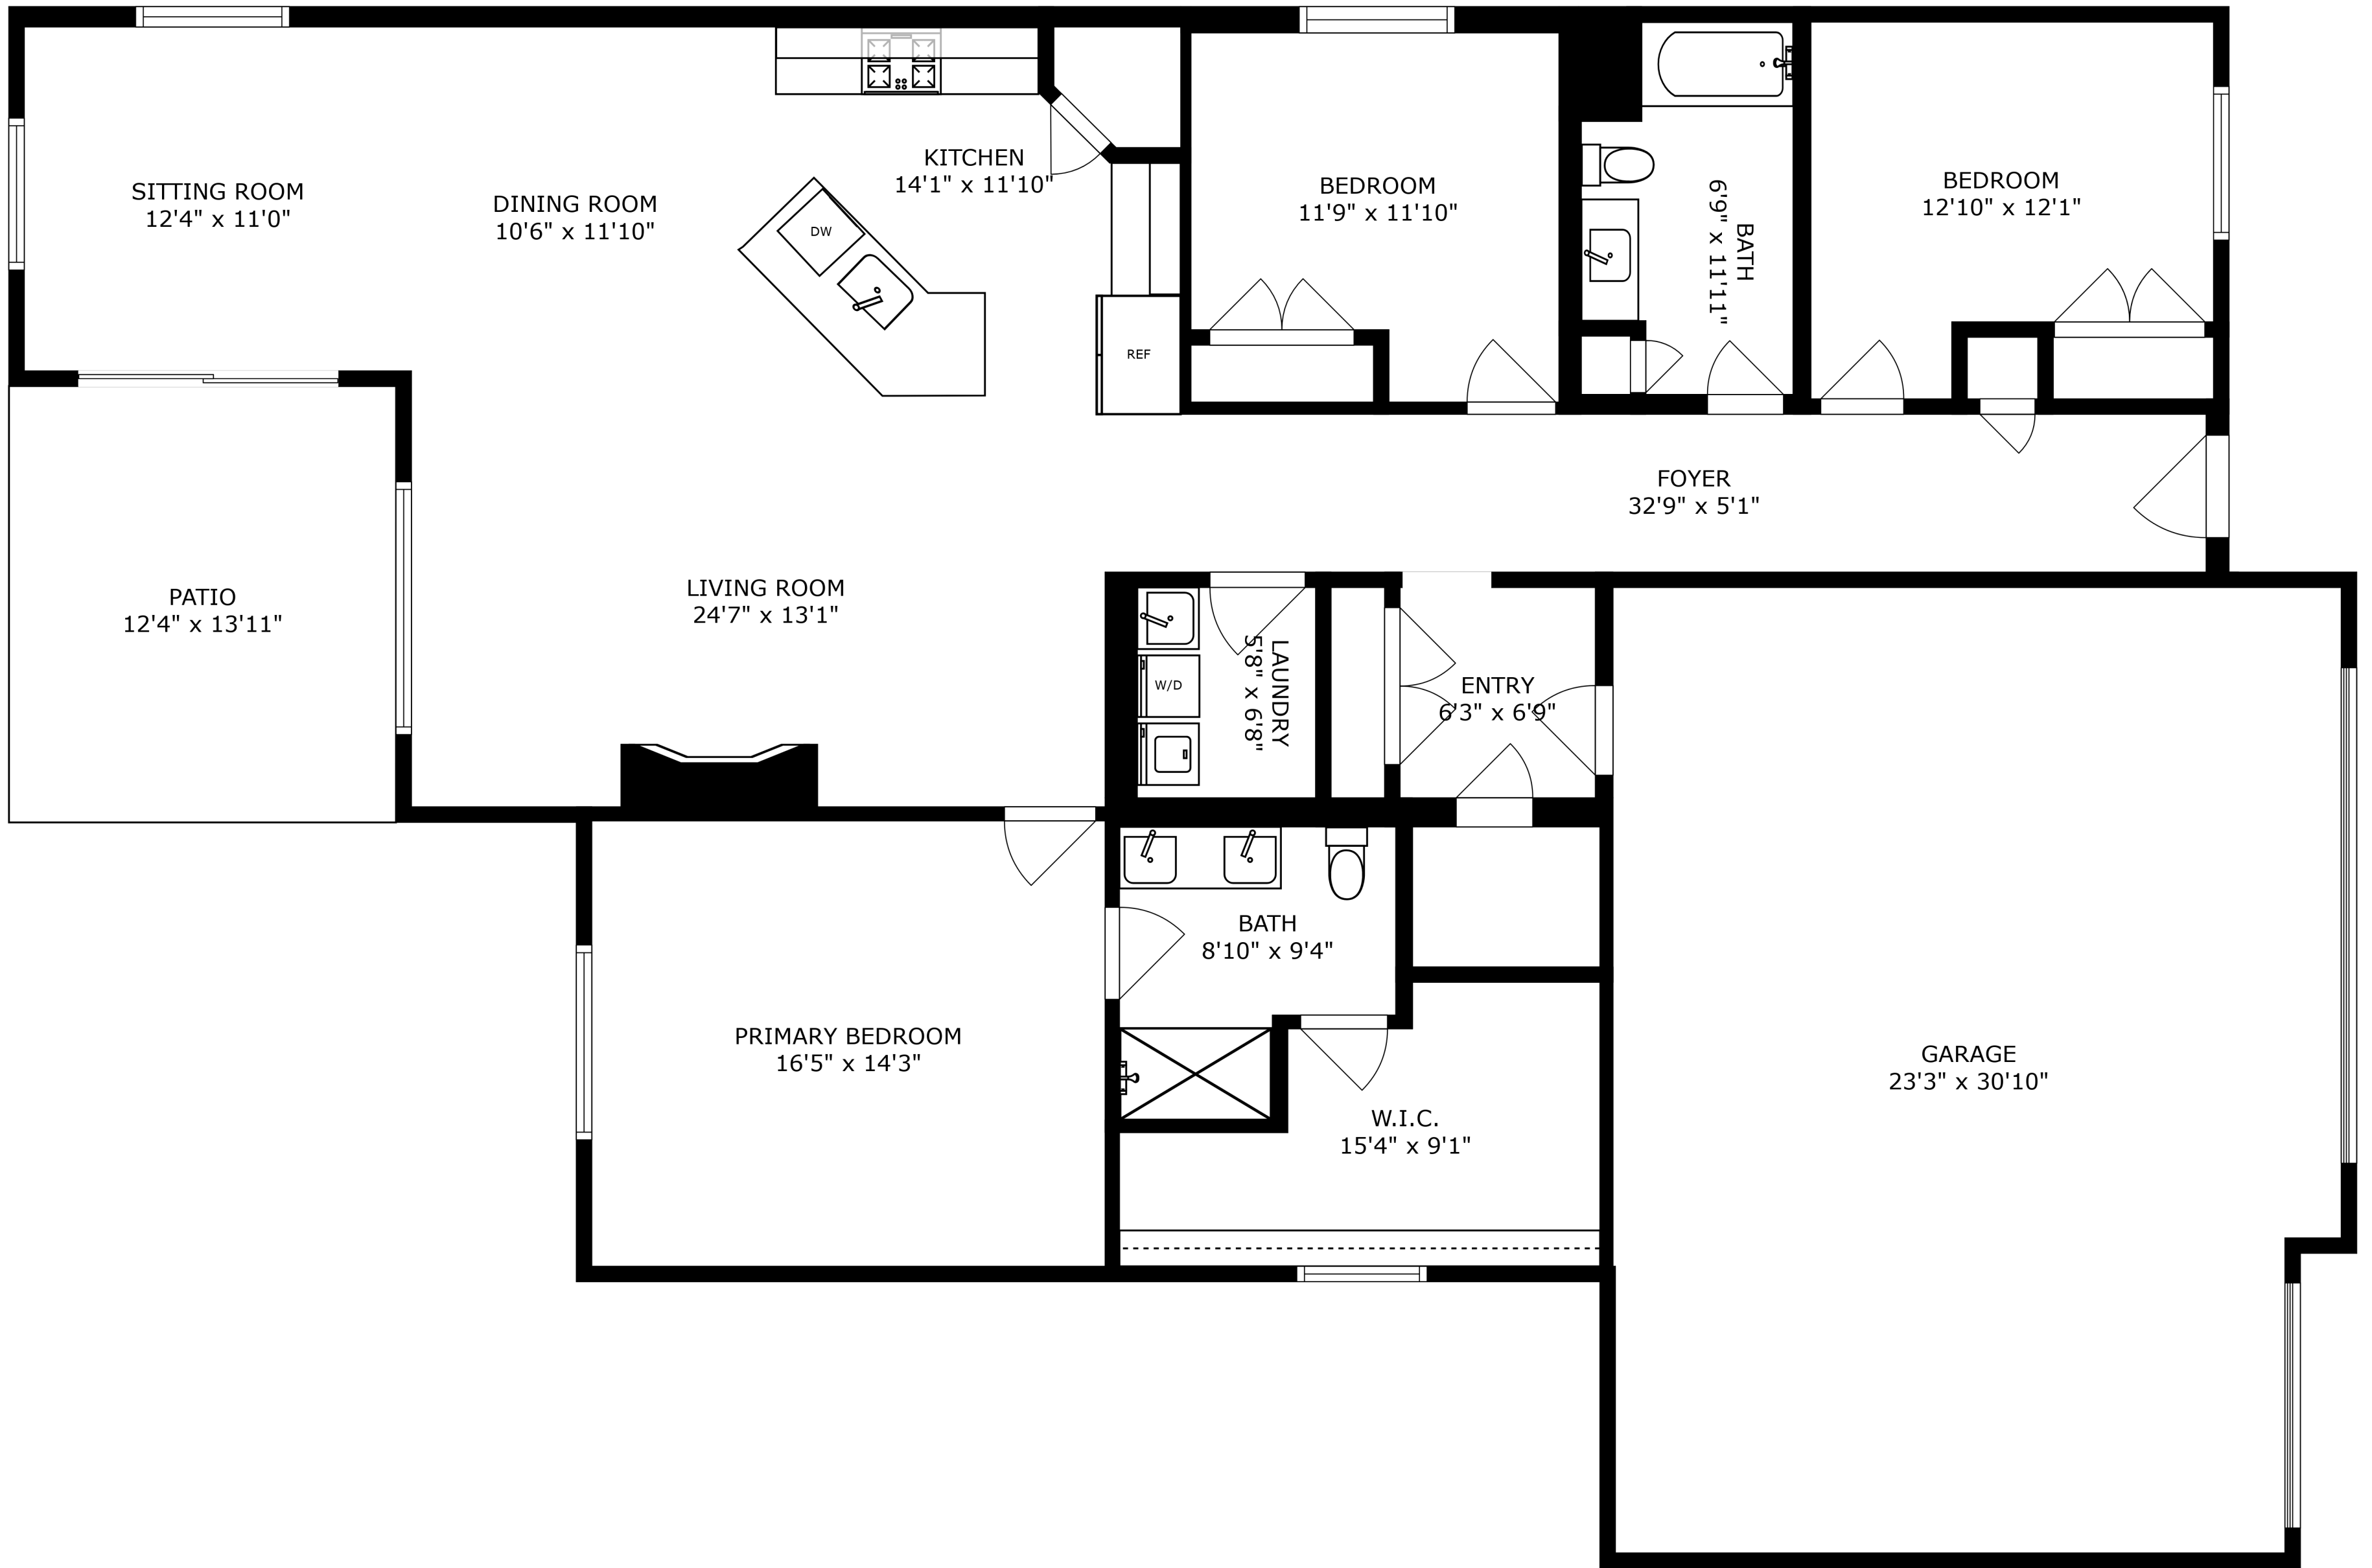 SITTING ROOM
12'4" x 11'0"
DINING ROOM
10'6" x 11'10"
KITCHEN
14'1" x 11'10"
DW
REF
BEDROOM
11'9" x 11'10"
BATH
6'9" x 11'11"
BEDROOM
12'10" x 12'1"
FOYER
32'9" x 5'1"
PATIO
12'4" x 13'11"
LIVING ROOM
24'7" x 13'1"
W/D
LAUNDRY
5'8" x 6'8"
ENTRY
6'3" x 6'9"
BATH
8'10" x 9'4"
PRIMARY BEDROOM
16'5" x 14'3"
W.I.C.
15'4" x 9'1"
GARAGE
23'3" x 30'10"